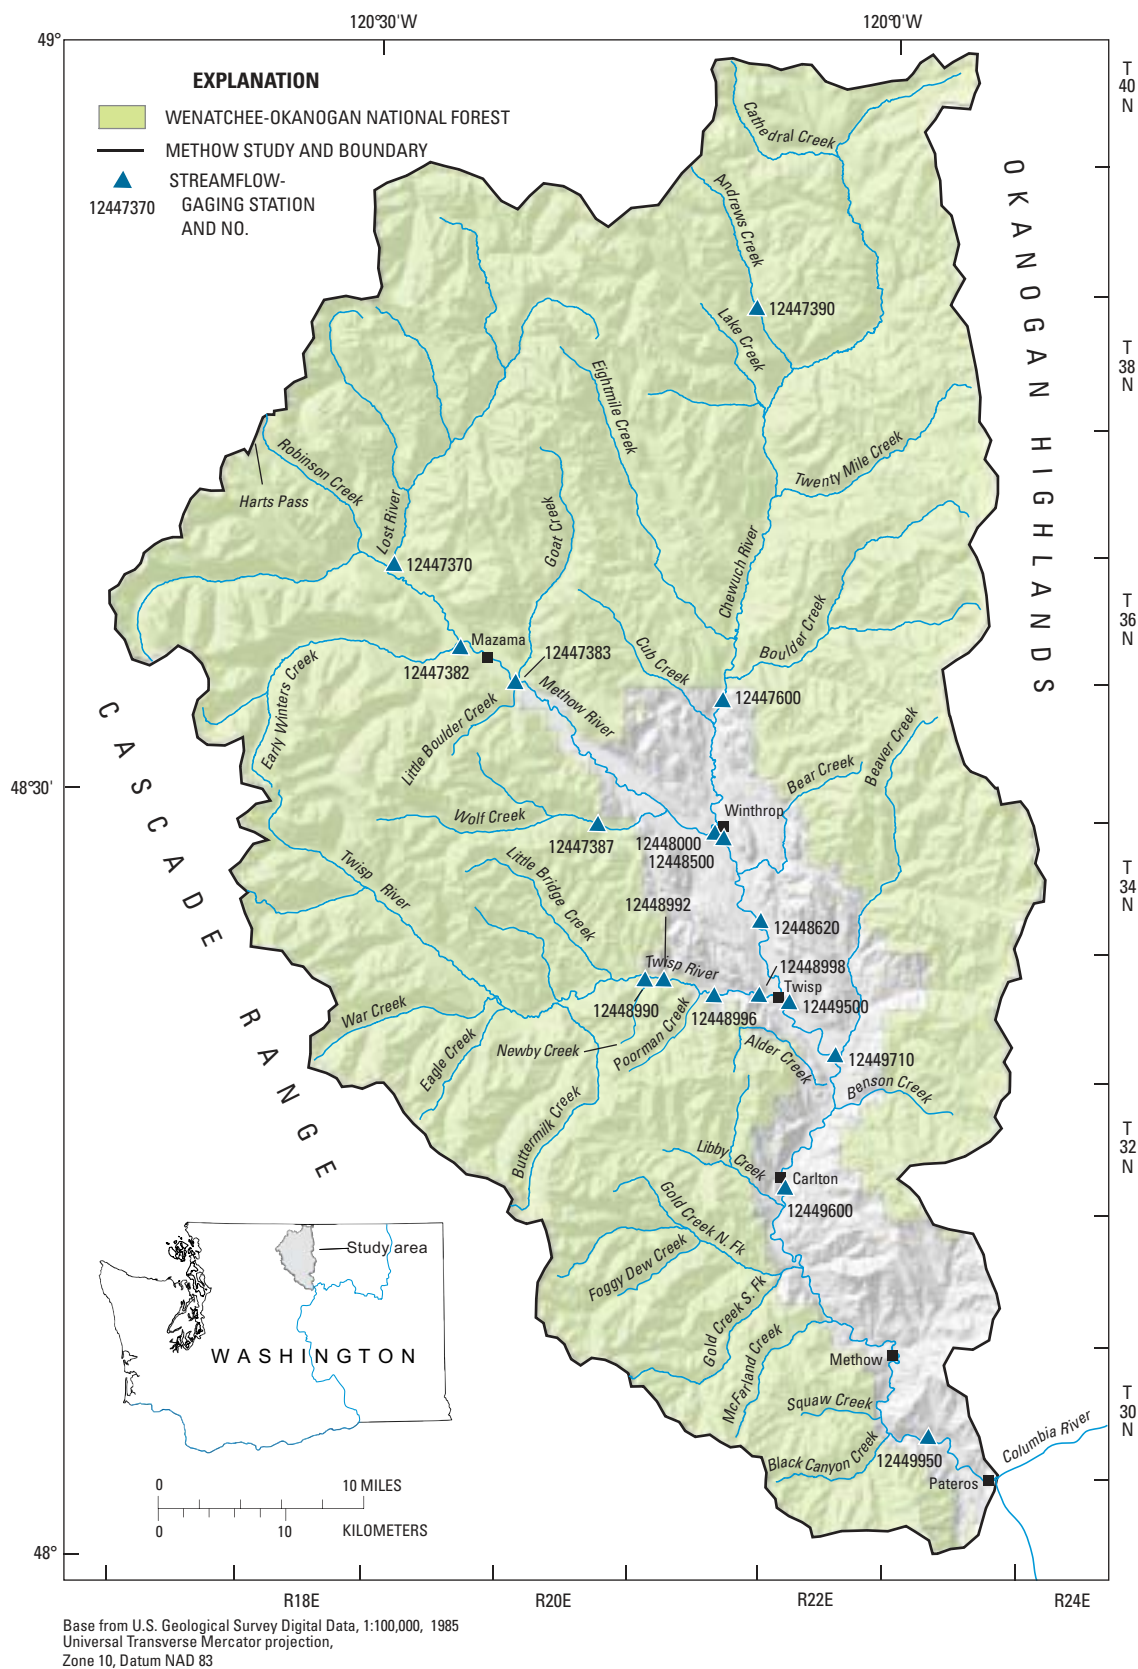 120°30'W
120°0'W
49°
EXPLANATION
WENATCHEE-OKANOGAN NATIONAL FOREST
METHOW STUDY AND BOUNDARY
STREAMFLOW-
GAGING STATION
AND NO.
12447370
T
40
N
OKANOGAN HIGHLANDS
Cathedral Creek
Andrews Creek
12447390
Lake Creek
T
38
N
Eightmile Creek
Twenty Mile Creek
Robinson Creek
Harts Pass
Lost River
Goat Creek
12447370
Chewuch River
T
36
N
Boulder Creek
Mazama
12447382
12447383
Cub Creek
Early Winters Creek
Methow River
12447600
Little Boulder Creek
Beaver Creek
Bear Creek
CASCADE RANGE
48°30'
Winthrop
Wolf Creek
12447387
12448000
12448500
Twisp River
Little Bridge Creek
T
34
N
12448992
12448620
Twisp River
12448998
Twisp
12449500
12448990
12448996
War Creek
Newby Creek
Poorman Creek
Eagle Creek
Alder Creek
12449710
Benson Creek
Buttermilk Creek
T
32
N
Libby Creek
Carlton
12449600
Gold Creek N. Fk
Foggy Dew Creek
Gold Creek S. Fk
Study area
WASHINGTON
McFarland Creek
Methow
Squaw Creek
T
30
N
Black Canyon Creek
12449950
Columbia River
Pateros
0 10 MILES
0 10 KILOMETERS
48°
R18E
R20E
R22E
R24E
Base from U.S. Geological Survey Digital Data, 1:100,000, 1985
Universal Transverse Mercator projection,
Zone 10, Datum NAD 83